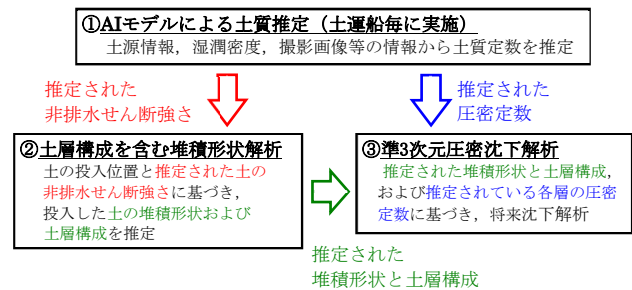 ①AIモデルによる土質推定（土運船毎に実施）
土源情報，湿潤密度，撮影画像等の情報から土質定数を推定
推定された
非排水せん断強さ
推定された
圧密定数
②土層構成を含む堆積形状解析
土の投入位置と推定された土の
非排水せん断強さに基づき，
投入した土の堆積形状および
土層構成を推定
③準3次元圧密沈下解析
推定された堆積形状と土層構成，
および推定されている各層の圧密
定数に基づき，将来沈下解析
推定された
堆積形状と土層構成